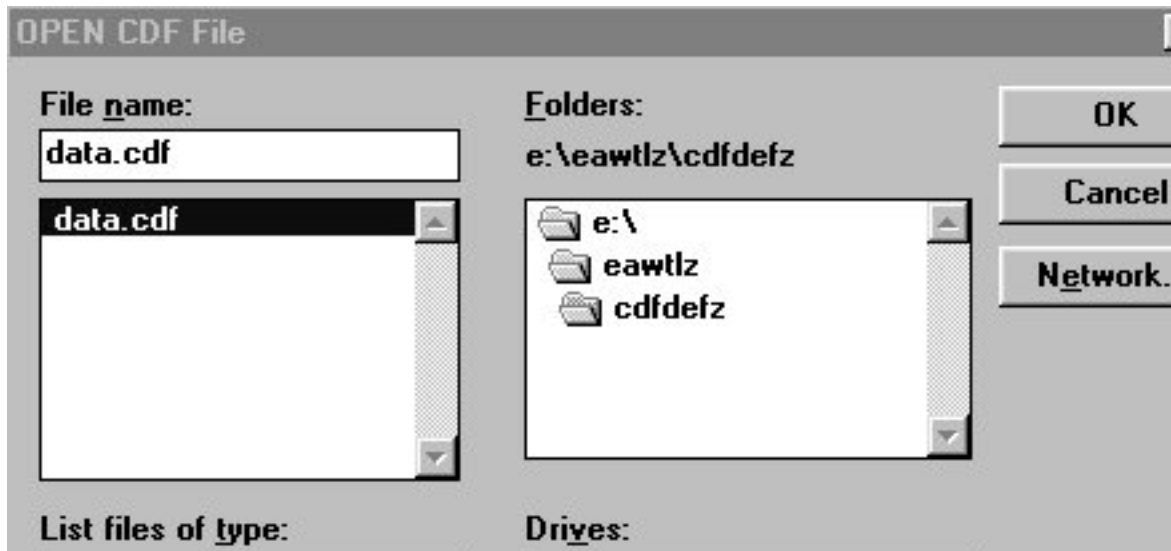 OPEN CDF File
File name:
data.cdf
data.cdf
Folders:
e:\eawtlz\cdfdefz
e:\
eawtlz
cdfdefz
OK
Cancel
Network.
List files of type:
Drives: